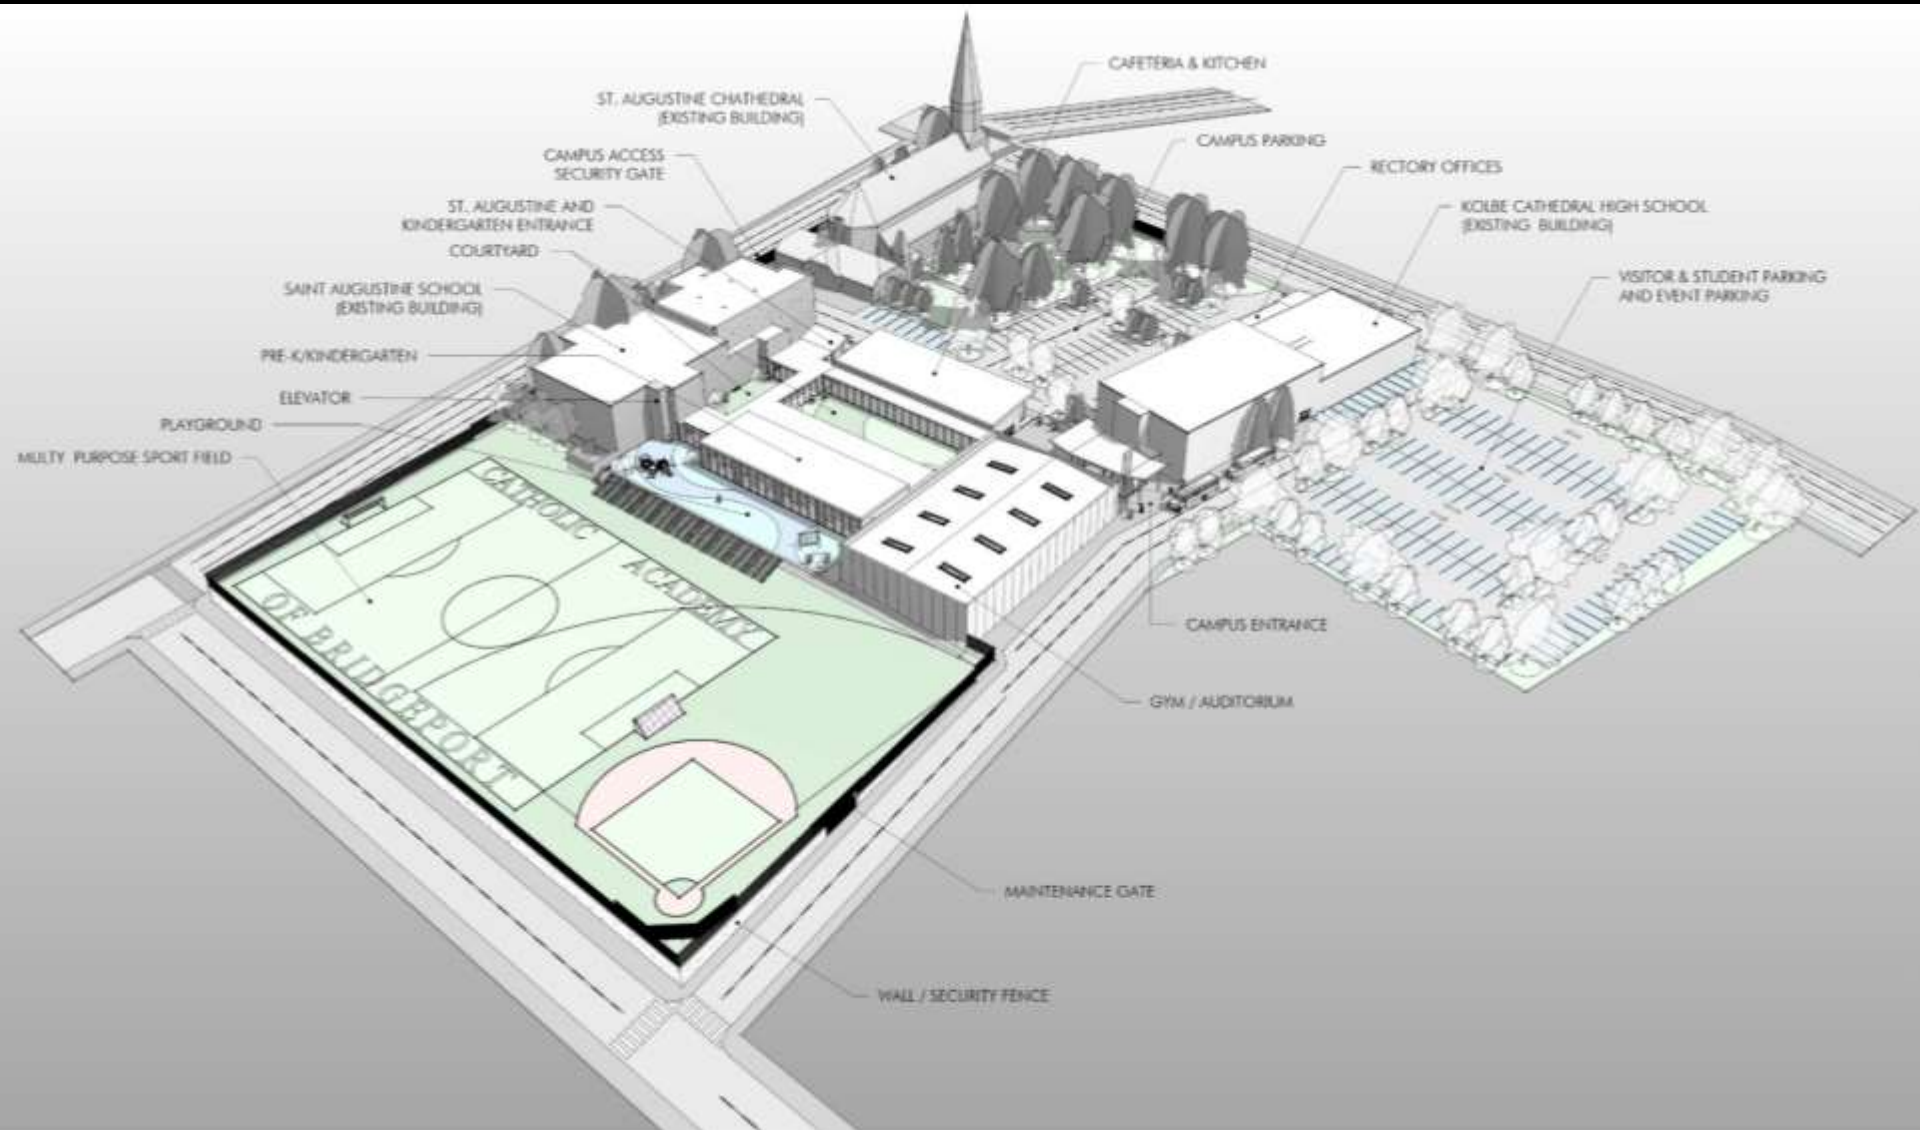 CAFETERIA & KITCHEN
ST. AUGUSTINE CHATHEDRAL
(EXISTING BUILDING)
CAMPUS PARKING
CAMPUS ACCESS
SECURITY GATE
RECTORY OFFICES
ST. AUGUSTINE AND
KINDERGARTEN ENTRANCE
KOLBE CATHEDRAL HIGH SCHOOL
(EXISTING BUILDING)
COURTYARD
VISITOR & STUDENT PARKING
AND EVENT PARKING
SAINT AUGUSTINE SCHOOL
(EXISTING BUILDING)
PRE-K/KINDERGARTEN
ELEVATOR
PLAYGROUND
MULTY PURPOSE SPORT FIELD
CATHOLIC ACADEMY
OF BRIDGEPORT
CAMPUS ENTRANCE
GYM / AUDITORIUM
MAINTENANCE GATE
WALL / SECURITY FENCE